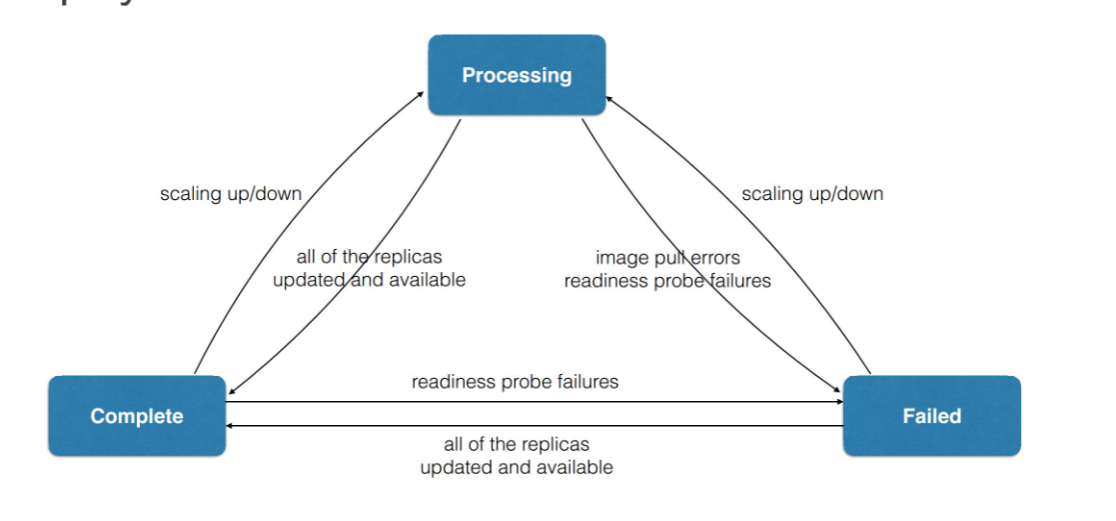 Processing
scaling up/down
scaling up/down
all of the replicas
updated and available
image pull errors
readiness probe failures
readiness probe failures
Complete
Failed
all of the replicas
updated and available